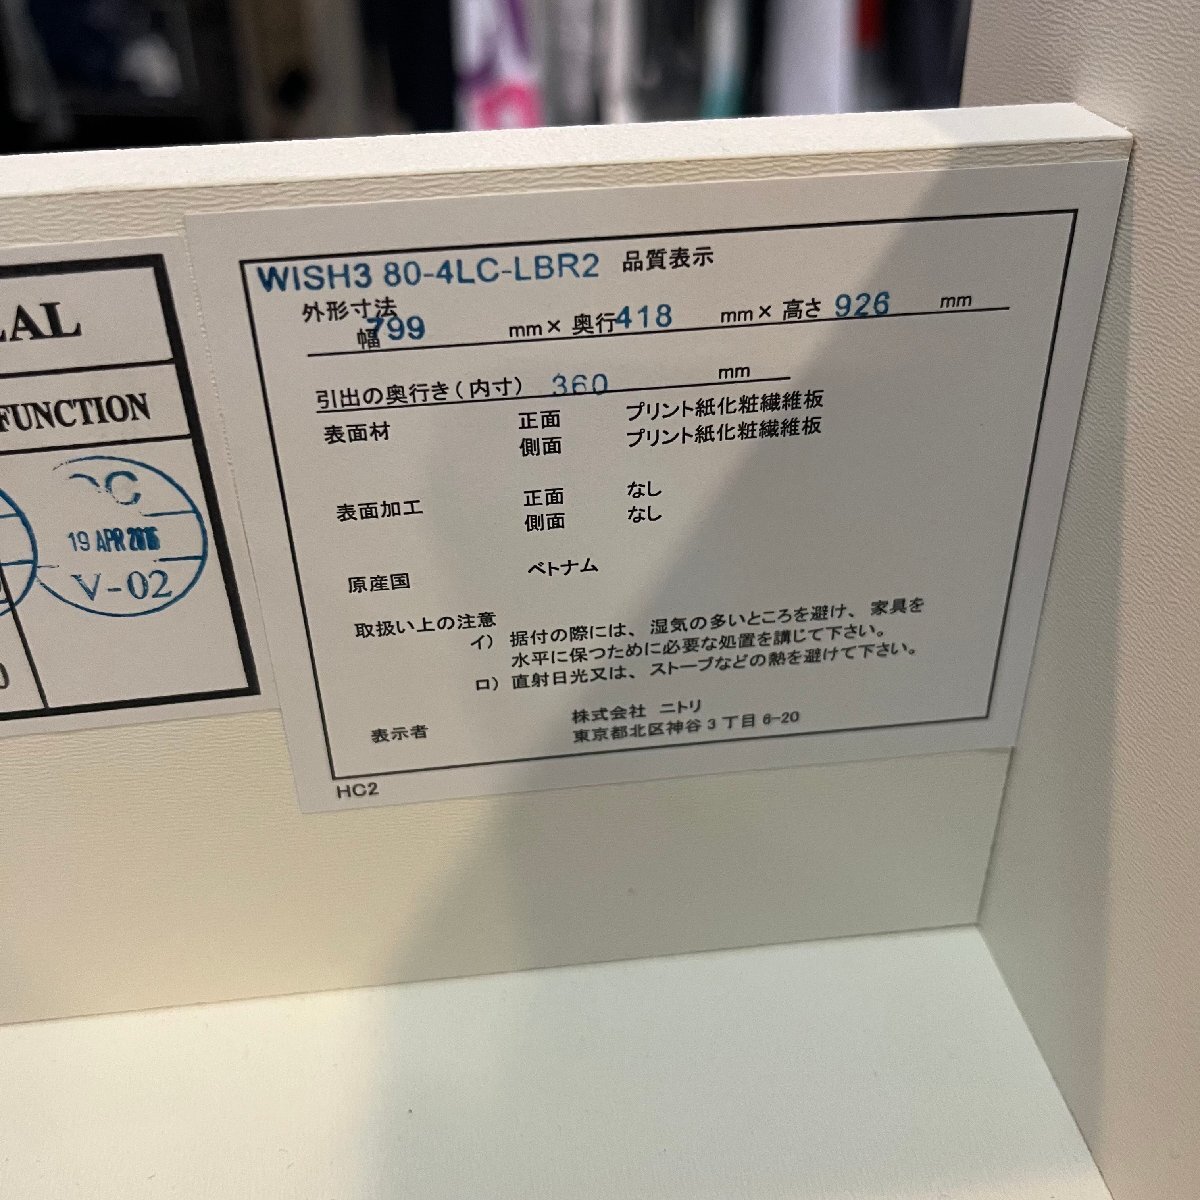 WISH3 80-4LC-LBR2 品質表示
外形寸法
幅 799 mm× 奥行 418 mm× 高さ 926 mm
引出の奥行き(内寸) 360 mm
表面材 正面 プリント紙化粧繊維板
側面 プリント紙化粧繊維板
表面加工 正面 なし
側面 なし
原産国 ベトナム
取扱い上の注意
イ) 据付の際には、湿気の多いところを避け、家具を
水平に保つために必要な処置を講じて下さい。
ロ) 直射日光又は、ストーブなどの熱を避けて下さい。
表示者 株式会社 ニトリ
東京都北区神谷3丁目6-20
HC2
FUNCTION
19 APR
V-02